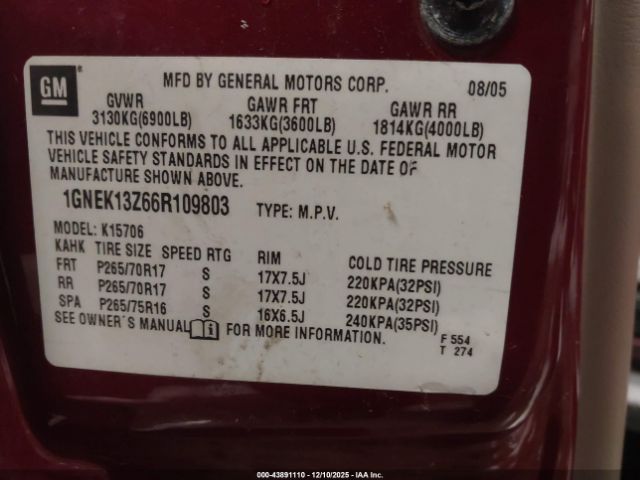 GM
MFD BY GENERAL MOTORS CORP. 08/05
GVWR GAWR FRT GAWR RR
3130KG(6900LB) 1633KG(3600LB) 1814KG(4000LB)
THIS VEHICLE CONFORMS TO ALL APPLICABLE U.S. FEDERAL MOTOR
VEHICLE SAFETY STANDARDS IN EFFECT ON THE DATE OF
MANUFACTURE SHOWN ABOVE.
1GNEK13Z66R109803 TYPE: M.P.V.
MODEL: K15706
KAHK TIRE SIZE SPEED RTG RIM COLD TIRE PRESSURE
FRT P265/70R17 S 17X7.5J 220KPA(32PSI)
RR P265/70R17 S 17X7.5J 220KPA(32PSI)
SPA P265/75R16 S 16X6.5J 240KPA(35PSI)
SEE OWNER´S MANUAL FOR MORE INFORMATION.
F 554
T 274
000-43891110 - 12/10/2025 - IAA Inc.